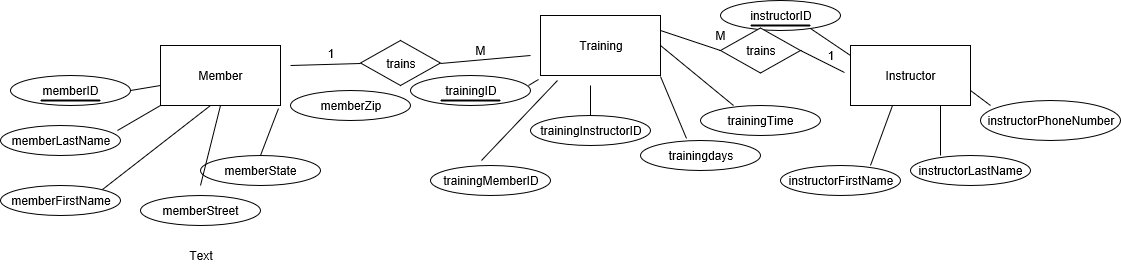 instructorID
Training
M
trains
1
Instructor
Member
1
trains
M
memberID
memberZip
trainingID
trainingTime
instructorPhoneNumber
memberLastName
trainingInstructorID
trainingdays
memberState
trainingMemberID
instructorFirstName
instructorLastName
memberFirstName
memberStreet
Text